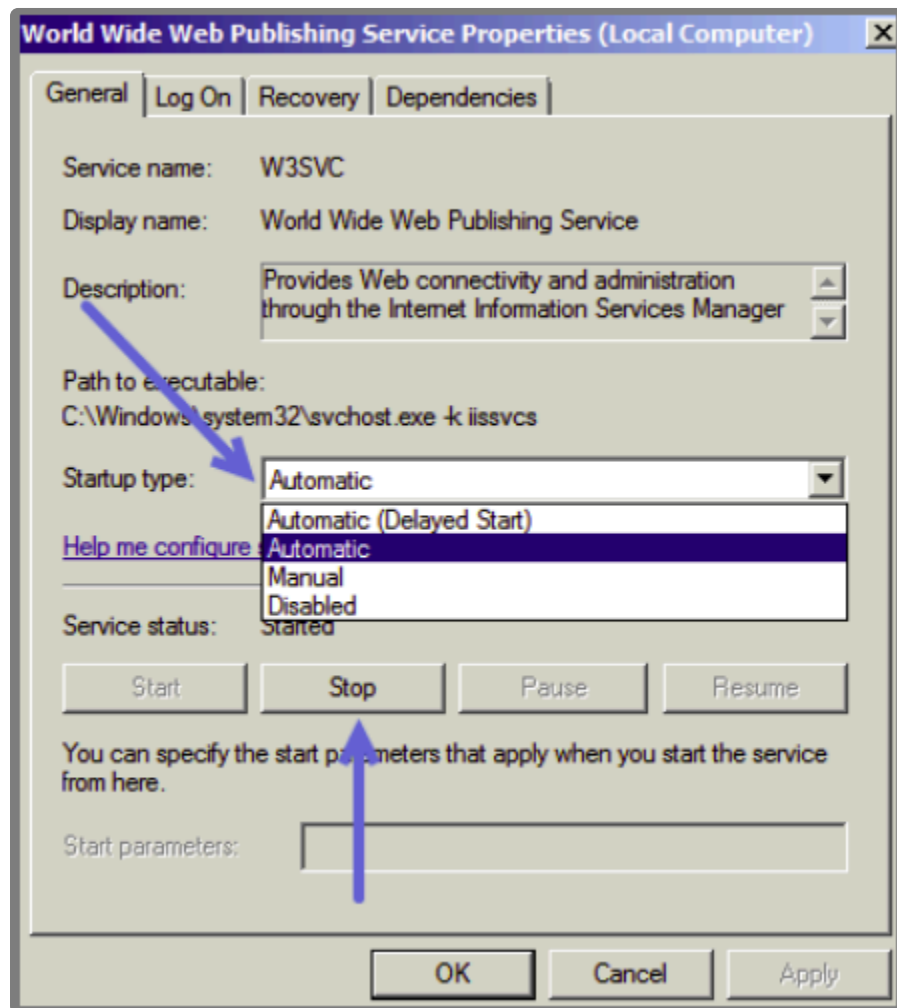 World Wide Web Publishing Service Properties (Local Computer)
General Log On Recovery Dependencies
Service name: W3SVC
Display name: World Wide Web Publishing Service
Description: Provides Web connectivity and administration
through the Internet Information Services Manager
Path to executable:
C:\Windows\system32\svchost.exe -k iissvcs
Startup type: Automatic
Automatic (Delayed Start)
Help me configure Automatic
Manual
Disabled
Service status: Started
Start Stop Pause Resume
You can specify the start parameters that apply when you start the service
from here.
Start parameters:
OK Cancel Apply